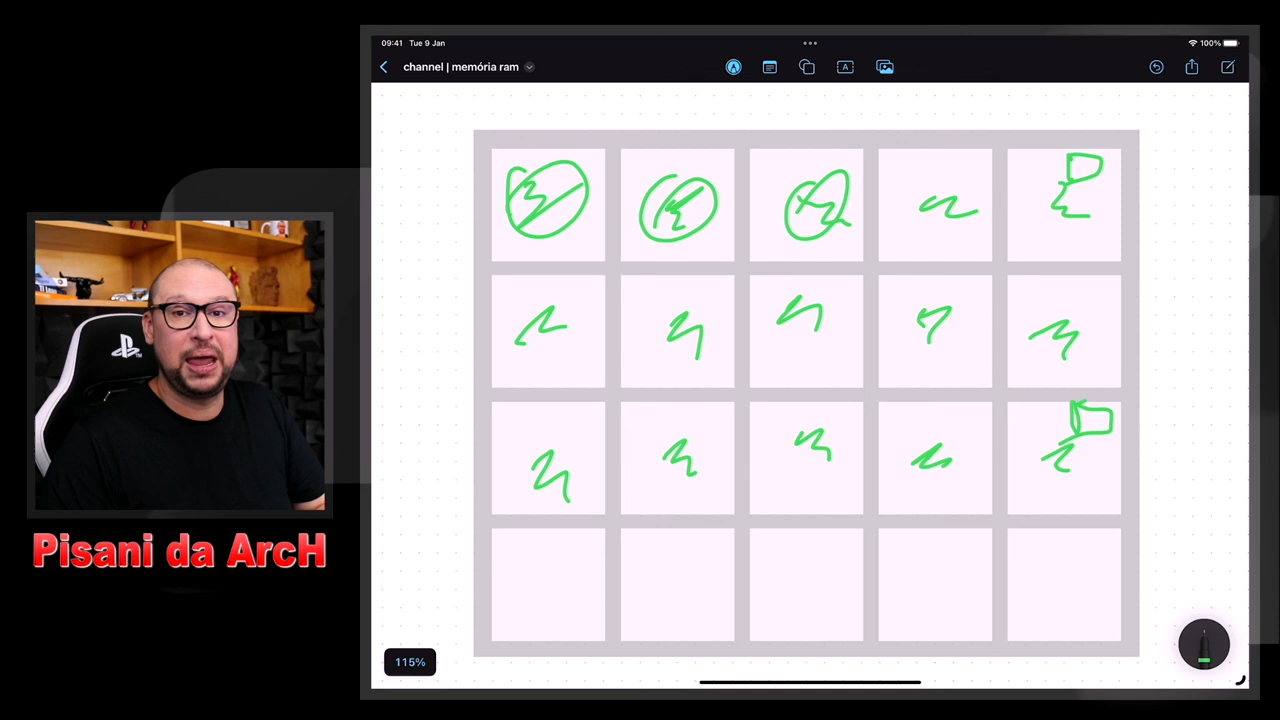 09:41 Tue 9 Jan
100%
channel | memória ram
A
Pisani da ArcH
115%